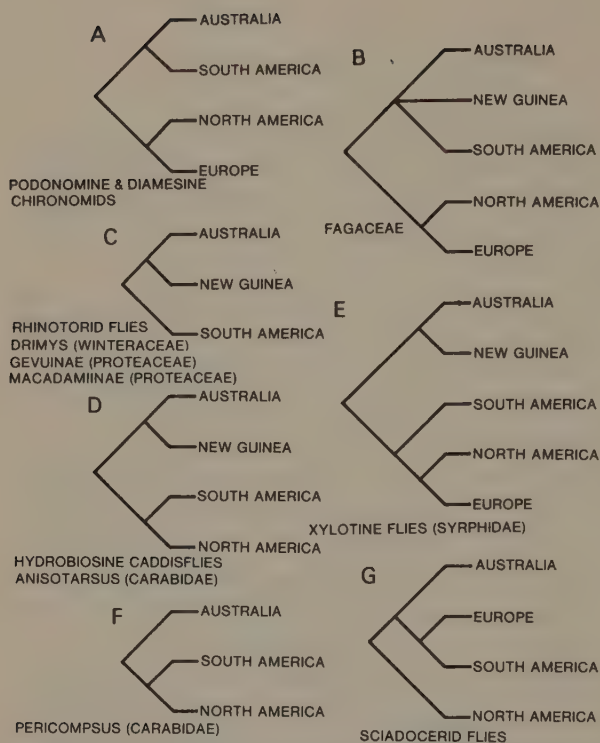 A
AUSTRALIA
SOUTH AMERICA
NORTH AMERICA
EUROPE
PODONOMINE & DIAMESINE
CHIRONOMIDS
B
AUSTRALIA
NEW GUINEA
SOUTH AMERICA
NORTH AMERICA
EUROPE
FAGACEAE
C
AUSTRALIA
NEW GUINEA
SOUTH AMERICA
RHINOTORID FLIES
DRIMYS (WINTERACEAE)
GEVUINAE (PROTEACEAE)
MACADAMIINAE (PROTEACEAE)
D
AUSTRALIA
NEW GUINEA
SOUTH AMERICA
NORTH AMERICA
HYDROBIOSINE CADDISFLIES
ANISOTARSUS (CARABIDAE)
E
AUSTRALIA
NEW GUINEA
SOUTH AMERICA
NORTH AMERICA
EUROPE
XYLOTINE FLIES (SYRPHIDAE)
F
AUSTRALIA
SOUTH AMERICA
NORTH AMERICA
PERICOMPSUS (CARABIDAE)
G
AUSTRALIA
EUROPE
SOUTH AMERICA
NORTH AMERICA
SCIADOCERID FLIES